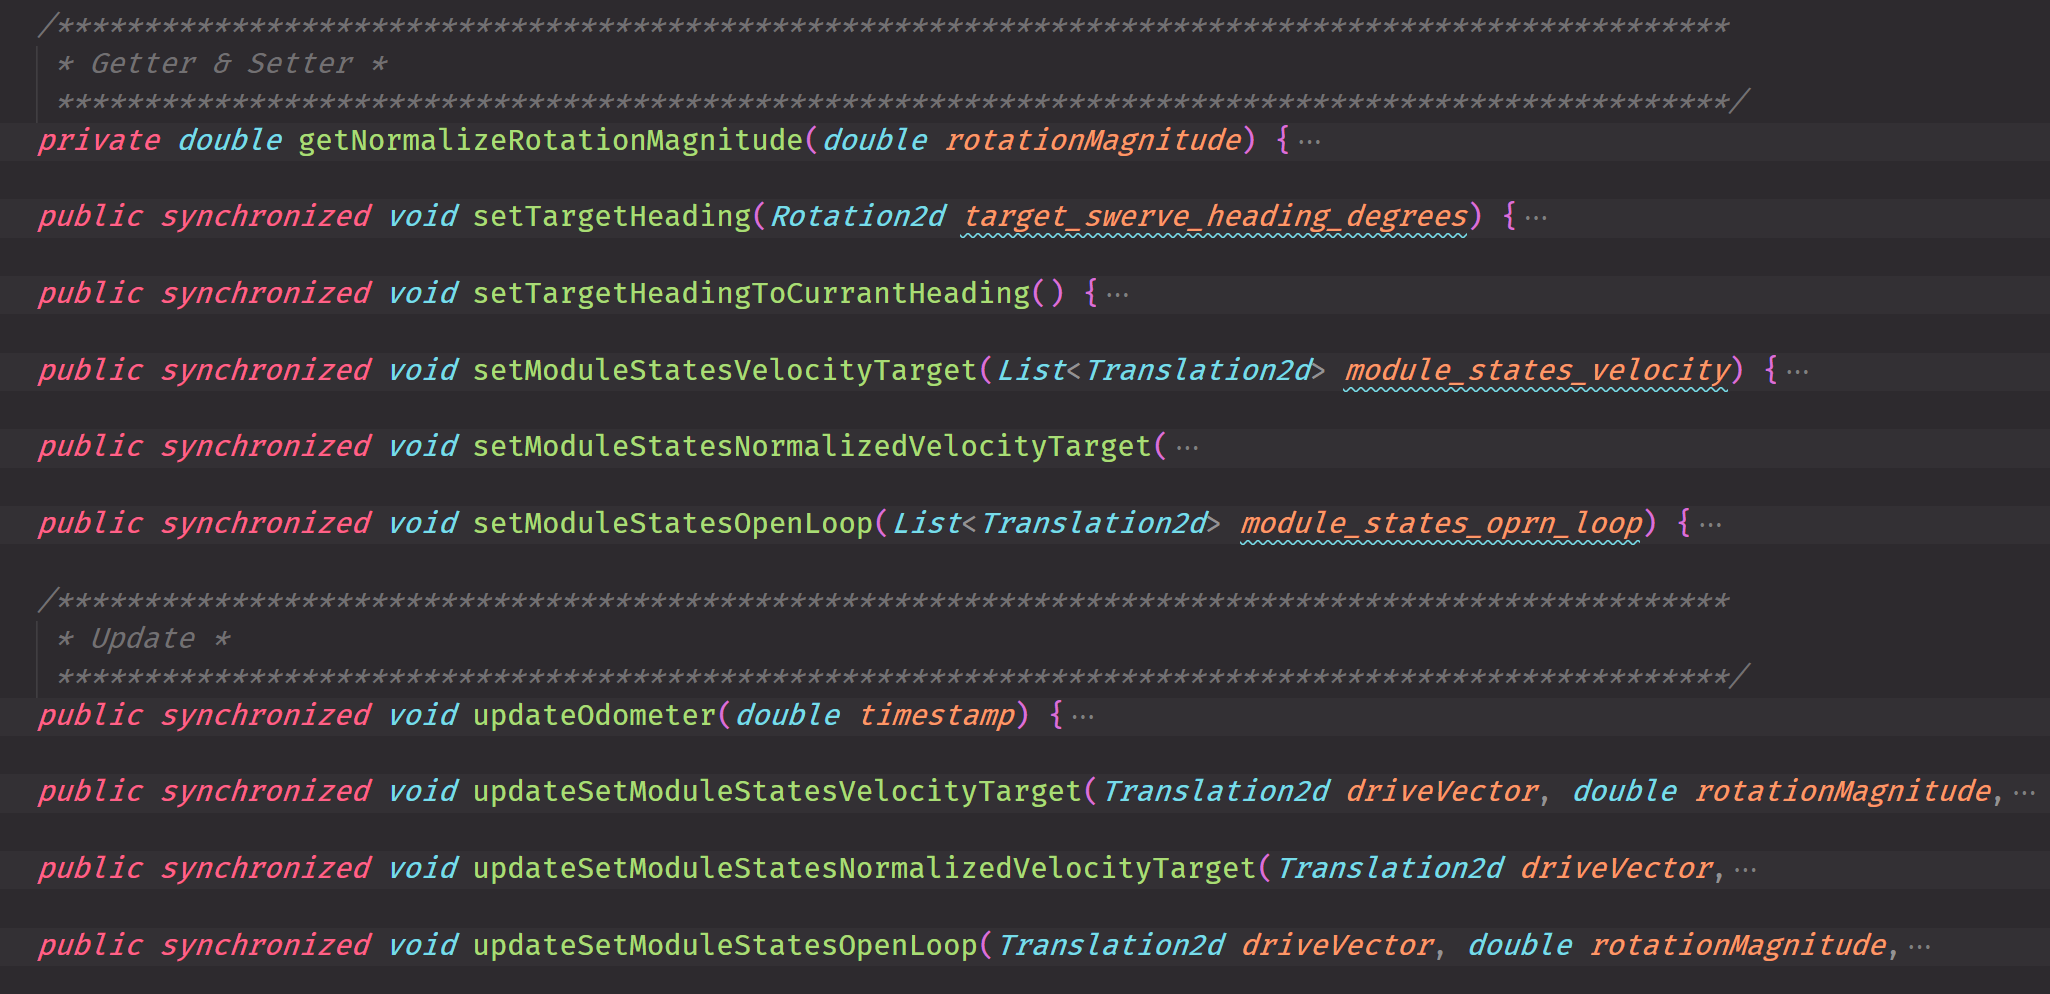 /************************************************************************************************
* Getter & Setter *
************************************************************************************************/
private double getNormalizeRotationMagnitude(double rotationMagnitude) {···
public synchronized void setTargetHeading(Rotation2d target_swerve_heading_degrees) {···
public synchronized void setTargetHeadingToCurrantHeading() {···
public synchronized void setModuleStatesVelocityTarget(List<Translation2d> module_states_velocity) {···
public synchronized void setModuleStatesNormalizedVelocityTarget(···
public synchronized void setModuleStatesOpenLoop(List<Translation2d> module_states_oprn_loop) {···
/************************************************************************************************
* Update *
************************************************************************************************/
public synchronized void updateOdometer(double timestamp) {···
public synchronized void updateSetModuleStatesVelocityTarget(Translation2d driveVector, double rotationMagnitude,···
public synchronized void updateSetModuleStatesNormalizedVelocityTarget(Translation2d driveVector,···
public synchronized void updateSetModuleStatesOpenLoop(Translation2d driveVector, double rotationMagnitude,···